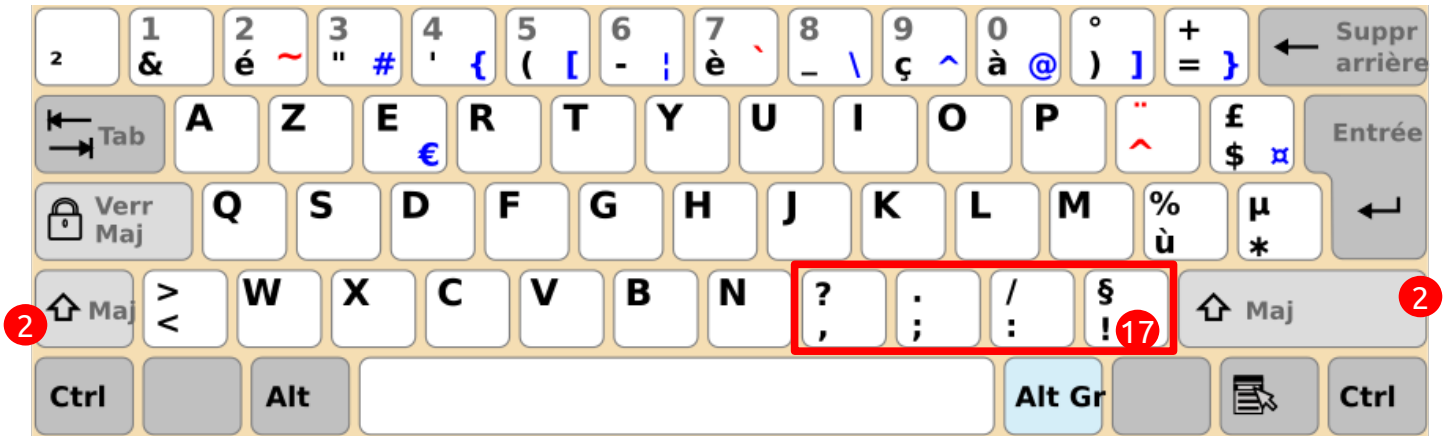 1 2 3 4 5 6 7 8 9 0 ° + Suppr
² & é ~ " # ' { ( [ - ¦ è ` _ \ ç ^ à @ ) ] = } arrière
Tab A Z E R T Y U I O P ¨ £ Entrée
€ ^ $ ¤
Verr Q S D F G H J K L M % µ
Maj ù *
2 Maj > W X C V B N ? . / § Maj 2
< , ; : ! 17
Ctrl Alt Alt Gr Ctrl